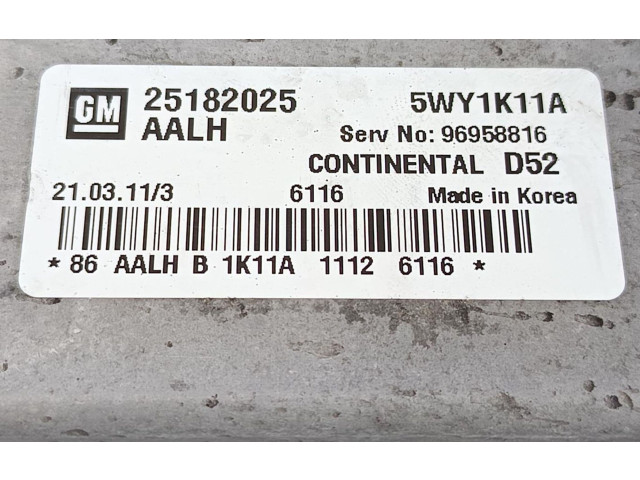 GM 25182025 5WY1K11A
AALH Serv No: 96958816
CONTINENTAL D52
21.03.11/3 6116 Made in Korea
* 86 AALH B 1K11A 1112 6116 *